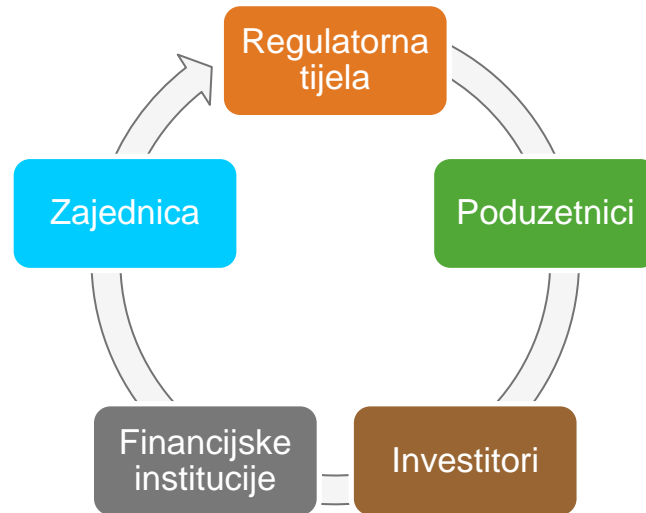 Regulatorna
tijela
Poduzetnici
Investitori
Financijske
institucije
Zajednica